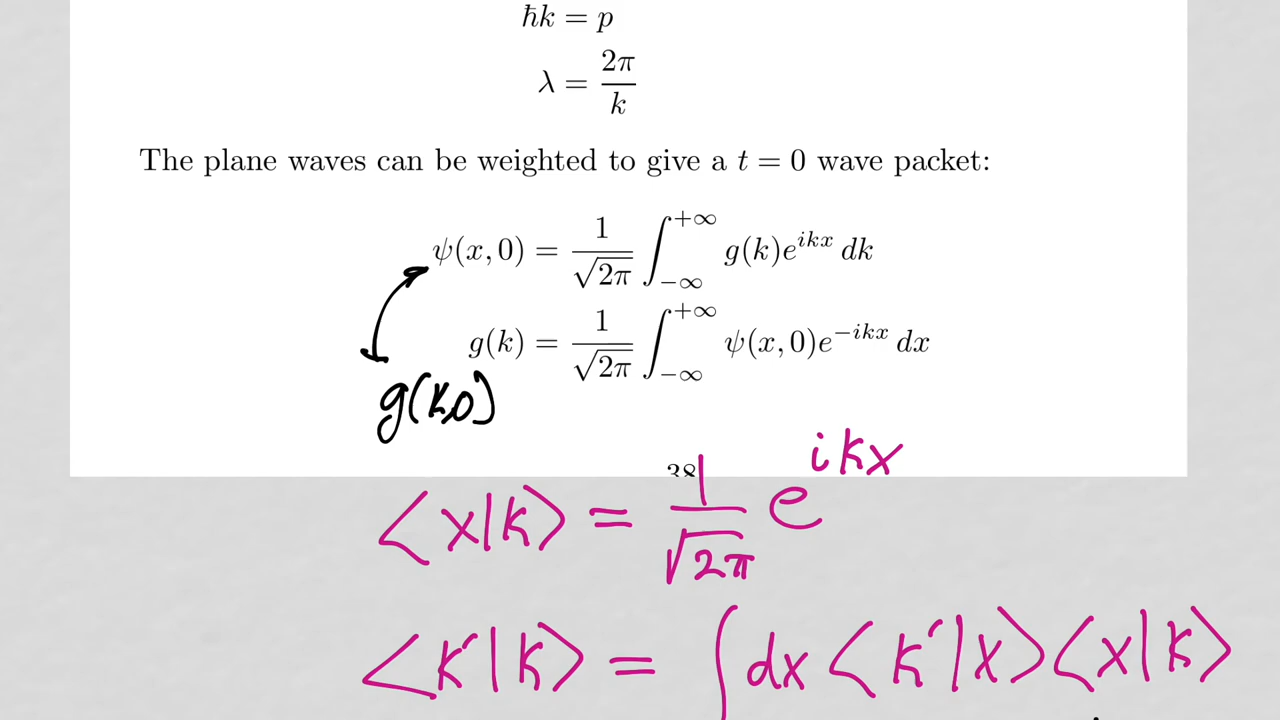 ħk = p
λ = 2π/k
The plane waves can be weighted to give a t = 0 wave packet:
ψ(x, 0) = 1/√2π ∫_{−∞}^{+∞} g(k)e^{ikx} dk
g(k) = 1/√2π ∫_{−∞}^{+∞} ψ(x, 0)e^{−ikx} dx
g(k,0)
38
⟨x|k⟩ = 1/√2π e^{ikx}
⟨k′|k⟩ = ∫dx⟨k′|x⟩⟨x|k⟩